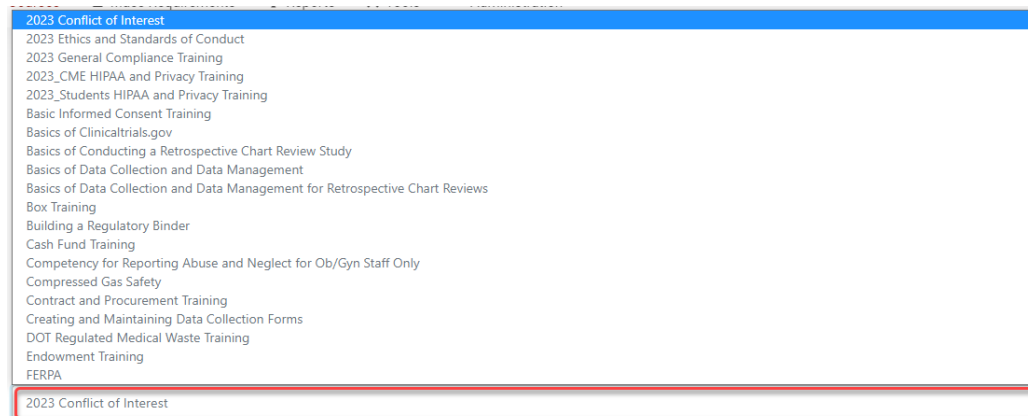 2023 Conflict of Interest
2023 Ethics and Standards of Conduct
2023 General Compliance Training
2023_CME HIPAA and Privacy Training
2023_Students HIPAA and Privacy Training
Basic Informed Consent Training
Basics of Clinicaltrials.gov
Basics of Conducting a Retrospective Chart Review Study
Basics of Data Collection and Data Management
Basics of Data Collection and Data Management for Retrospective Chart Reviews
Box Training
Building a Regulatory Binder
Cash Fund Training
Competency for Reporting Abuse and Neglect for Ob/Gyn Staff Only
Compressed Gas Safety
Contract and Procurement Training
Creating and Maintaining Data Collection Forms
DOT Regulated Medical Waste Training
Endowment Training
FERPA
2023 Conflict of Interest